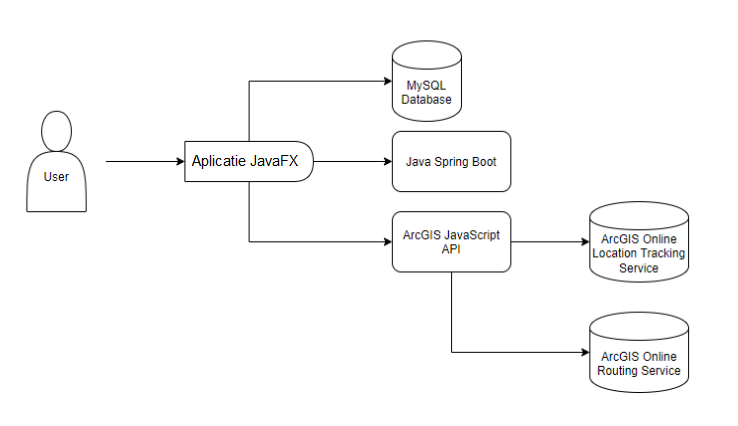 MySQL
Database
User
Aplicatie JavaFX
Java Spring Boot
ArcGIS JavaScript
API
ArcGIS Online
Location Tracking
Service
ArcGIS Online
Routing Service